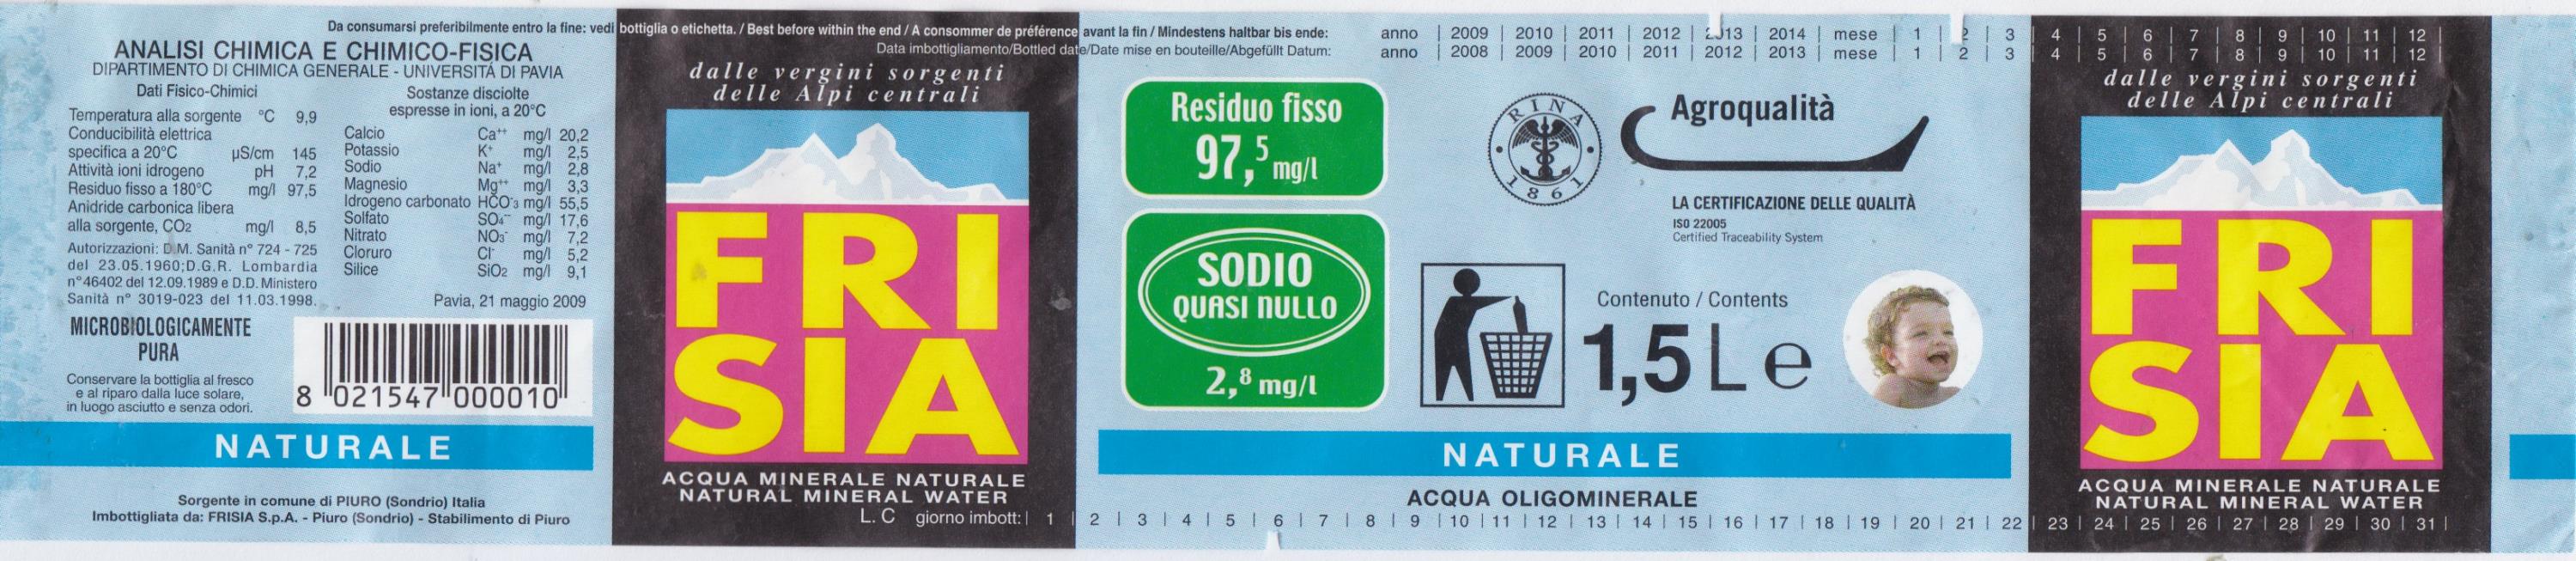 Da consumarsi preferibilmente entro la fine: vedi bottiglia o etichetta. / Best before within the end / A consommer de préférence avant la fin / Mindestens haltbar bis ende: anno | 2009 | 2010 | 2011 | 2012 | 2013 | 2014 | mese | 1 | 2 | 3 | 4 | 5 | 6 | 7 | 8 | 9 | 10 | 11 | 12 |
Data imbottigliamento/Bottled date/Date mise en bouteille/Abgefüllt Datum: anno | 2008 | 2009 | 2010 | 2011 | 2012 | 2013 | mese | 1 | 2 | 3 | 4 | 5 | 6 | 7 | 8 | 9 | 10 | 11 | 12 |
ANALISI CHIMICA E CHIMICO-FISICA
DIPARTIMENTO DI CHIMICA GENERALE - UNIVERSITÁ DI PAVIA
Dati Fisico-Chimici
Temperatura alla sorgente °C 9,9
Conducibilità elettrica
specifica a 20°C µS/cm 145
Attività ioni idrogeno pH 7,2
Residuo fisso a 180°C mg/l 97,5
Anidride carbonica libera
alla sorgente, CO2 mg/l 8,5
Autorizzazioni: D.M. Sanità n° 724 - 725
del 23.05.1960;D.G.R. Lombardia
n°46402 del 12.09.1989 e D.D. Ministero
Sanità n° 3019-023 del 11.03.1998.
Sostanze disciolte
espresse in ioni, a 20°C
Calcio Ca++ mg/l 20,2
Potassio K+ mg/l 2,5
Sodio Na+ mg/l 2,8
Magnesio Mg++ mg/l 3,3
Idrogeno carbonato HCO-3 mg/l 55,5
Solfato SO4-- mg/l 17,6
Nitrato NO3- mg/l 7,2
Cloruro Cl- mg/l 5,2
Silice SiO2 mg/l 9,1
Pavia, 21 maggio 2009
MICROBIOLOGICAMENTE
PURA
Conservare la bottiglia al fresco
e al riparo dalla luce solare,
in luogo asciutto e senza odori.
8 021547 000010
NATURALE
Sorgente in comune di PIURO (Sondrio) Italia
Imbottigliata da: FRISIA S.p.A. - Piuro (Sondrio) - Stabilimento di Piuro
dalle vergini sorgenti
delle Alpi centrali
FRI
SIA
ACQUA MINERALE NATURALE
NATURAL MINERAL WATER
Residuo fisso
97,5 mg/l
SODIO
QUASI NULLO
2,8 mg/l
RINA
1861
Agroqualità
LA CERTIFICAZIONE DELLE QUALITÀ
ISO 22005
Certified Traceability System
Contenuto / Contents
1,5 L e
NATURALE
ACQUA OLIGOMINERALE
dalle vergini sorgenti
delle Alpi centrali
FRI
SIA
ACQUA MINERALE NATURALE
NATURAL MINERAL WATER
L. C giorno imbott: | 1 | 2 | 3 | 4 | 5 | 6 | 7 | 8 | 9 | 10 | 11 | 12 | 13 | 14 | 15 | 16 | 17 | 18 | 19 | 20 | 21 | 22 | 23 | 24 | 25 | 26 | 27 | 28 | 29 | 30 | 31 |